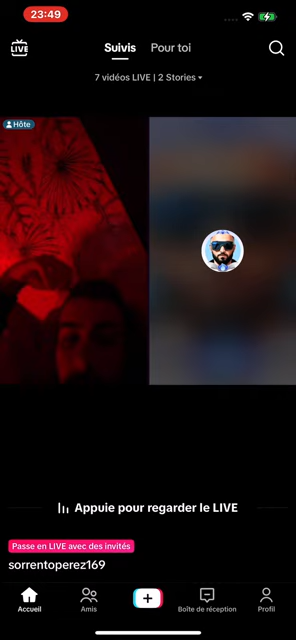 23:49
LIVE
Suivis
Pour toi
7 vidéos LIVE | 2 Stories
Hôte
Appuie pour regarder le LIVE
Passe en LIVE avec des invités
sorrentoperez169
Accueil
Amis
Boîte de réception
Profil